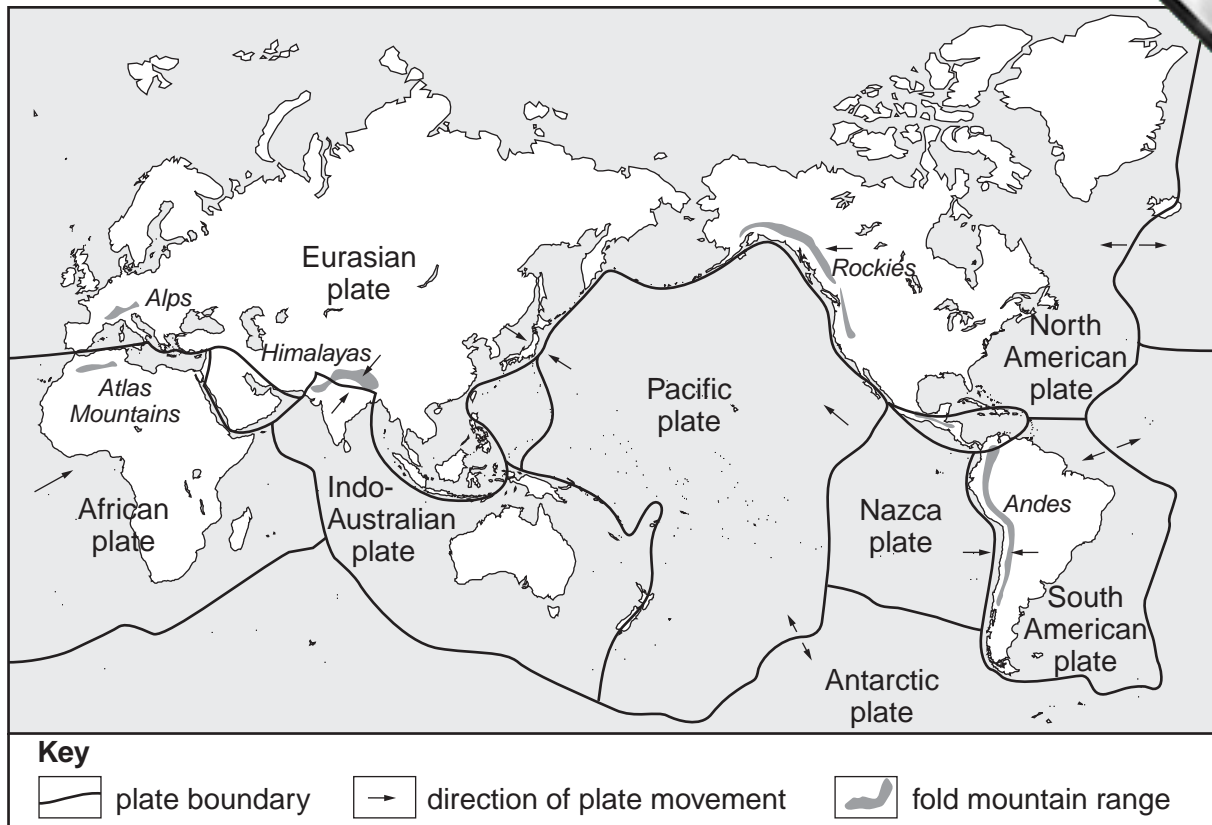 Eurasian
plate
Alps
Himalayas
Atlas
Mountains
African
plate
Indo-
Australian
plate
Pacific
plate
Rockies
North
American
plate
Nazca
plate
Andes
South
American
plate
Antarctic
plate
Key
plate boundary
direction of plate movement
fold mountain range